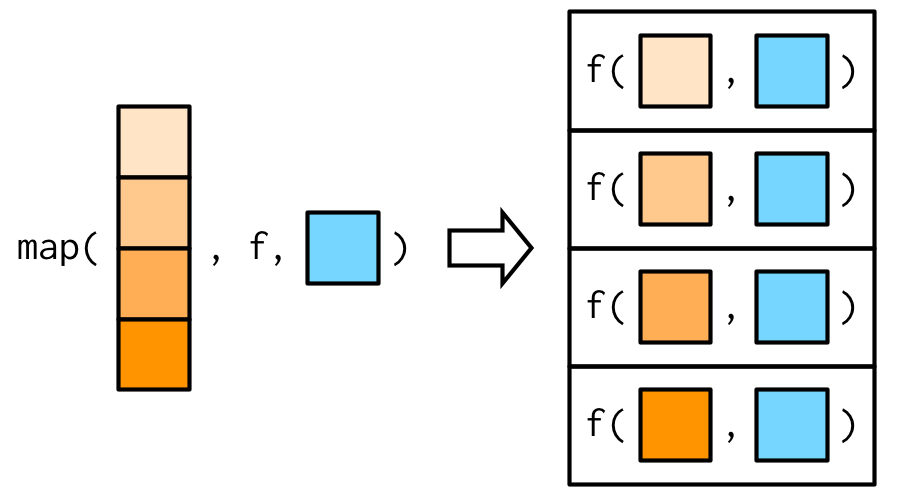 map( , f, )
f( , )
f( , )
f( , )
f( , )